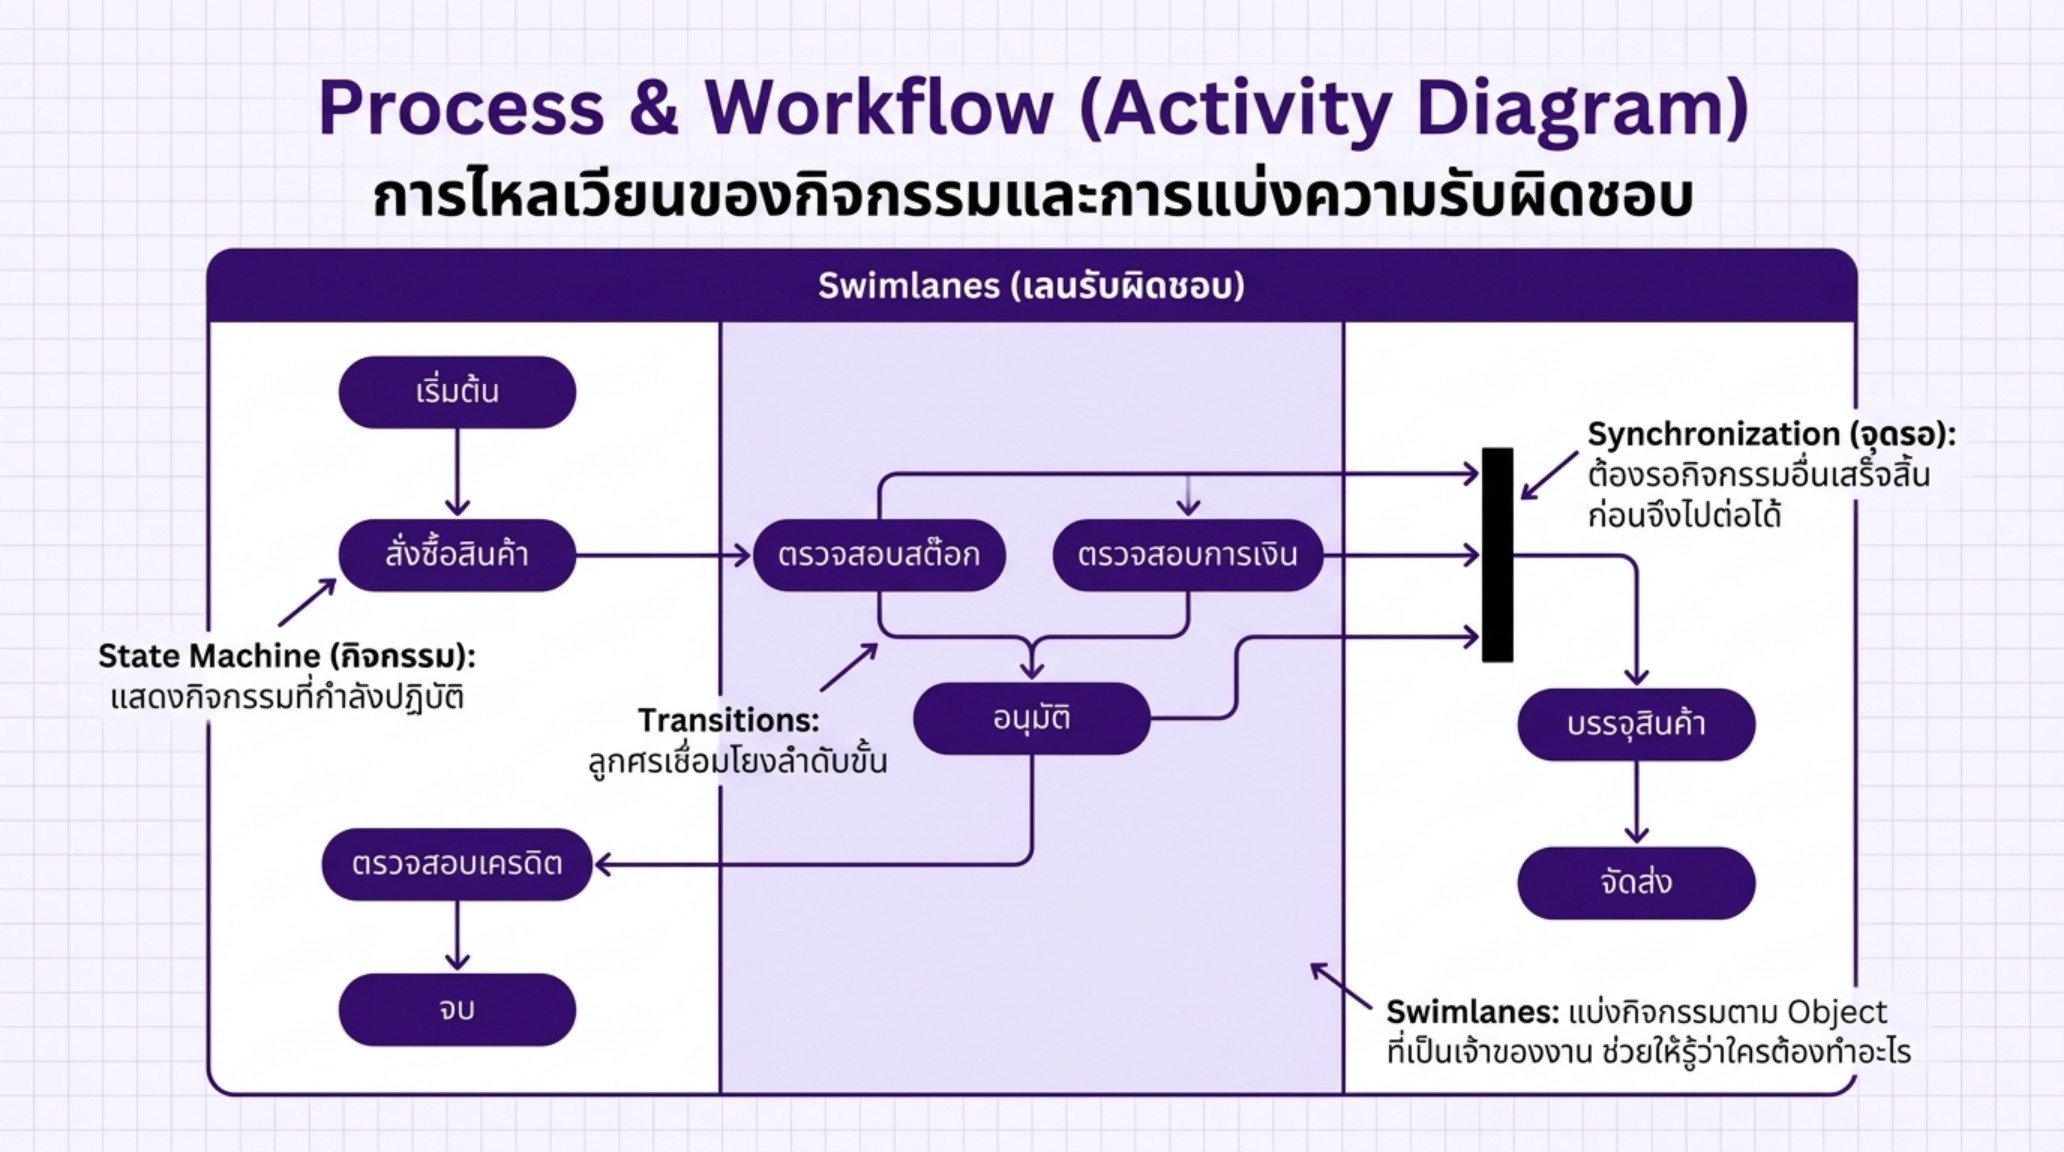 Process & Workflow (Activity Diagram)
การไหลเวียนของกิจกรรมและการแบ่งความรับผิดชอบ
Swimlanes (เลนรับผิดชอบ)
เริ่มต้น
สั่งซื้อสินค้า
State Machine (กิจกรรม):
แสดงกิจกรรมที่กำลังปฏิบัติ
ตรวจสอบเครดิต
จบ
ตรวจสอบสต๊อก
ตรวจสอบการเงิน
Transitions:
ลูกศรเชื่อมโยงลำดับขั้น
อนุมัติ
Synchronization (จุดรอ):
ต้องรอกิจกรรมอื่นเสร็จสิ้น
ก่อนจึงไปต่อได้
บรรจุสินค้า
จัดส่ง
Swimlanes: แบ่งกิจกรรมตาม Object
ที่เป็นเจ้าของงาน ช่วยให้รู้ว่าใครต้องทำอะไร